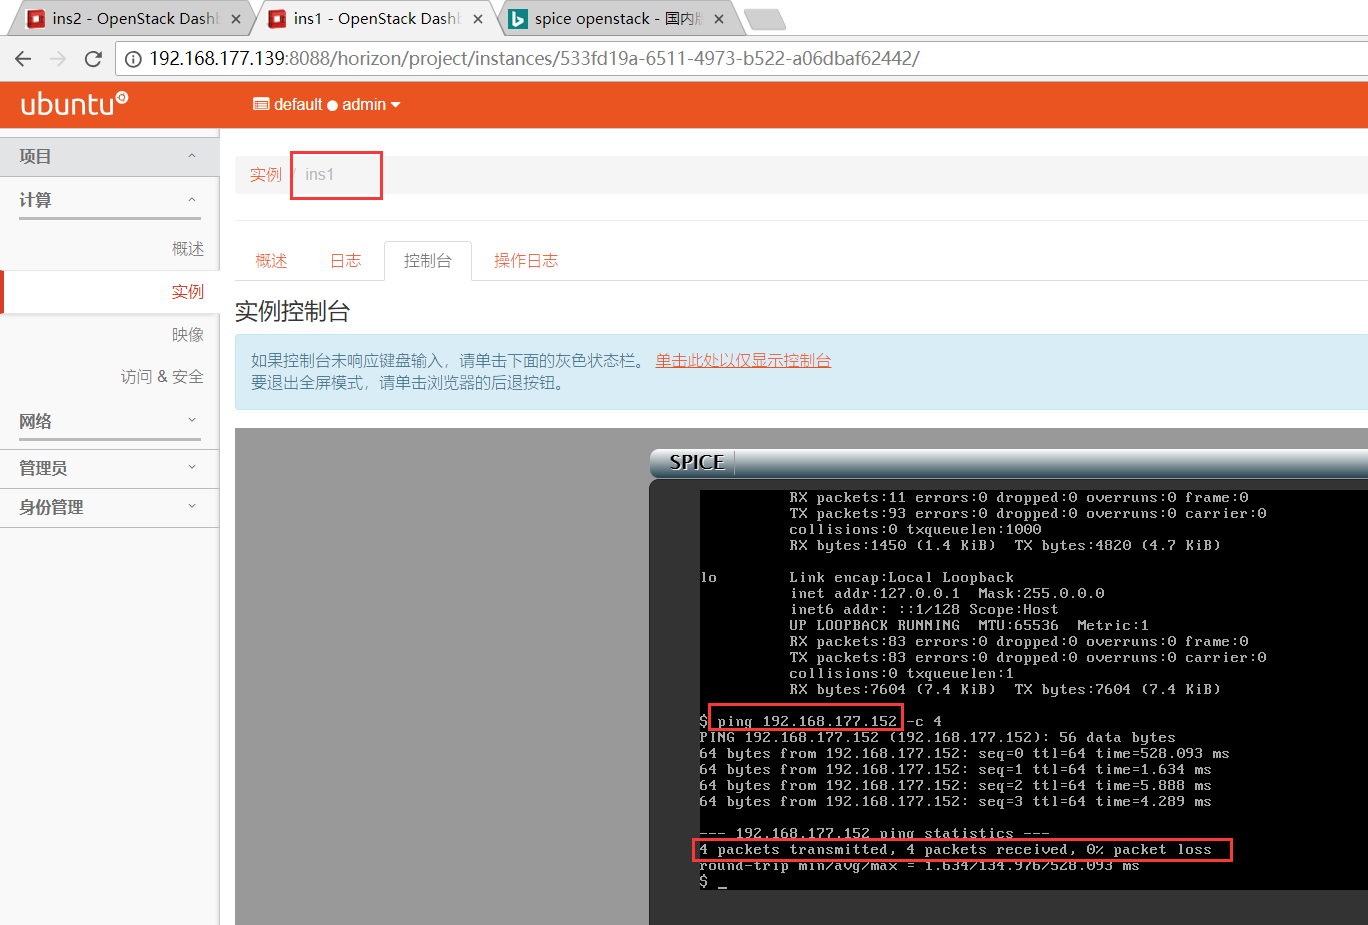 ins2 - OpenStack Dashb
ins1 - OpenStack Dashb
spice openstack - 国内版
192.168.177.139:8088/horizon/project/instances/533fd19a-6511-4973-b522-a06dbaf62442/
ubuntu
default ● admin
项目
计算
概述
实例
映像
访问 & 安全
网络
管理员
身份管理
实例 / ins1
概述 日志 控制台 操作日志
实例控制台
如果控制台未响应键盘输入，请单击下面的灰色状态栏。 单击此处以仅显示控制台
要退出全屏模式，请单击浏览器的后退按钮。
SPICE
RX packets:11 errors:0 dropped:0 overruns:0 frame:0
TX packets:93 errors:0 dropped:0 overruns:0 carrier:0
collisions:0 txqueuelen:1000
RX bytes:1450 (1.4 KiB)  TX bytes:4820 (4.7 KiB)
lo        Link encap:Local Loopback
inet addr:127.0.0.1  Mask:255.0.0.0
inet6 addr: ::1/128 Scope:Host
UP LOOPBACK RUNNING  MTU:65536  Metric:1
RX packets:83 errors:0 dropped:0 overruns:0 frame:0
TX packets:83 errors:0 dropped:0 overruns:0 carrier:0
collisions:0 txqueuelen:1
RX bytes:7604 (7.4 KiB)  TX bytes:7604 (7.4 KiB)
$ ping 192.168.177.152 -c 4
PING 192.168.177.152 (192.168.177.152): 56 data bytes
64 bytes from 192.168.177.152: seq=0 ttl=64 time=528.093 ms
64 bytes from 192.168.177.152: seq=1 ttl=64 time=1.634 ms
64 bytes from 192.168.177.152: seq=2 ttl=64 time=5.888 ms
64 bytes from 192.168.177.152: seq=3 ttl=64 time=4.289 ms
--- 192.168.177.152 ping statistics ---
4 packets transmitted, 4 packets received, 0% packet loss
round-trip min/avg/max = 1.634/134.976/528.093 ms
$ _